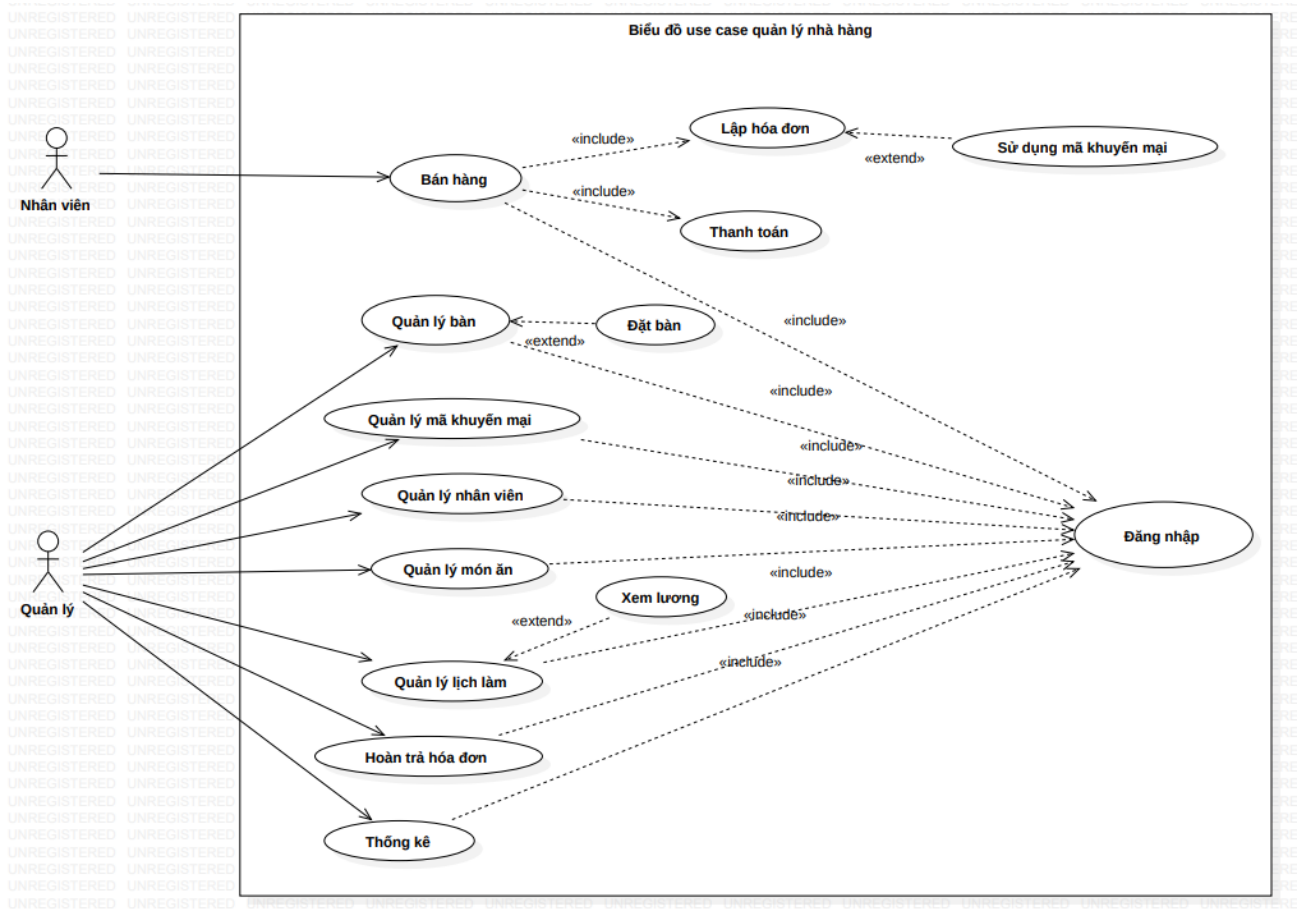 Biểu đồ use case quản lý nhà hàng
Lập hóa đơn
«include»
Sử dụng mã khuyến mại
«extend»
Bán hàng
«include»
Nhân viên
Thanh toán
Quản lý bàn
«include»
Đặt bàn
«extend»
«include»
Quản lý mã khuyến mại
«include»
«include»
Quản lý nhân viên
«include»
Đăng nhập
Quản lý món ăn
«include»
Xem lương
Quản lý
«extend»
«include»
«include»
Quản lý lịch làm
Hoàn trả hóa đơn
Thống kê
UNREGISTERED UNREGISTERED